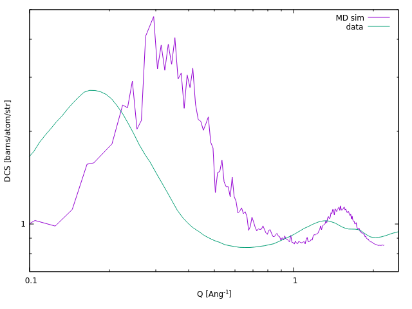 MD sim
data
DCS [barns/atom/str]
1
0.1
1
Q [Ang⁻¹]